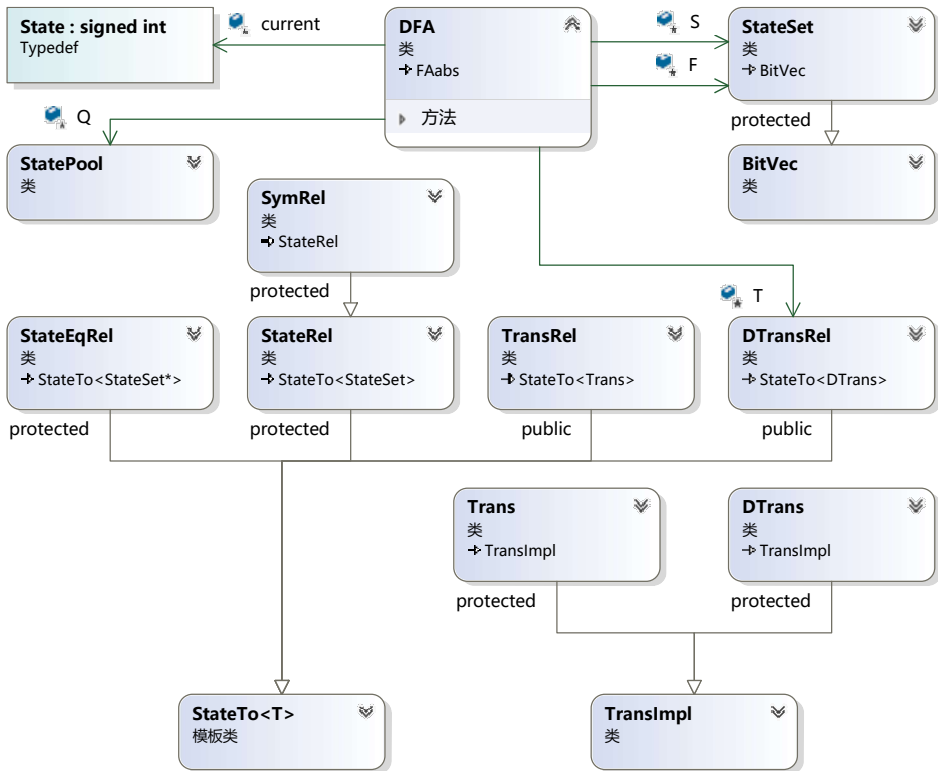 State : signed int
Typedef
current
DFA
类
FAabs
方法
S
F
StateSet
类
BitVec
protected
Q
StatePool
类
BitVec
类
SymRel
类
StateRel
protected
T
StateEqRel
类
StateTo<StateSet*>
protected
StateRel
类
StateTo<StateSet>
protected
TransRel
类
StateTo<Trans>
public
DTransRel
类
StateTo<DTrans>
public
Trans
类
TransImpl
protected
DTrans
类
TransImpl
protected
StateTo<T>
模板类
TransImpl
类